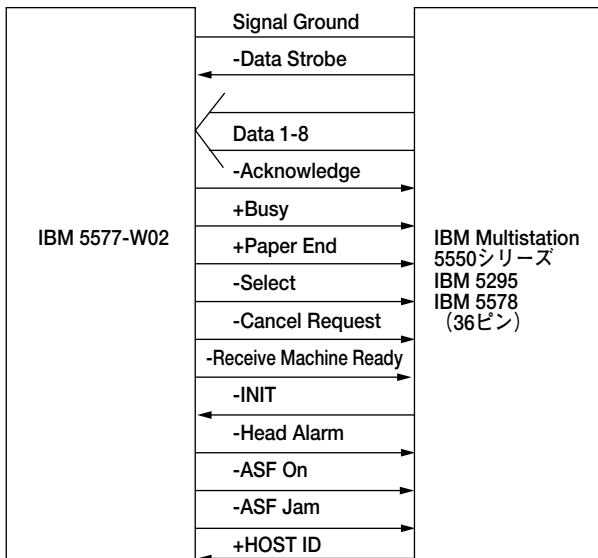 Signal Ground
-Data Strobe
Data 1-8
-Acknowledge
+Busy
+Paper End
-Select
-Cancel Request
-Receive Machine Ready
-INIT
-Head Alarm
-ASF On
-ASF Jam
+HOST ID
IBM 5577-W02
IBM Multistation
5550シリーズ
IBM 5295
IBM 5578
（36ピン）